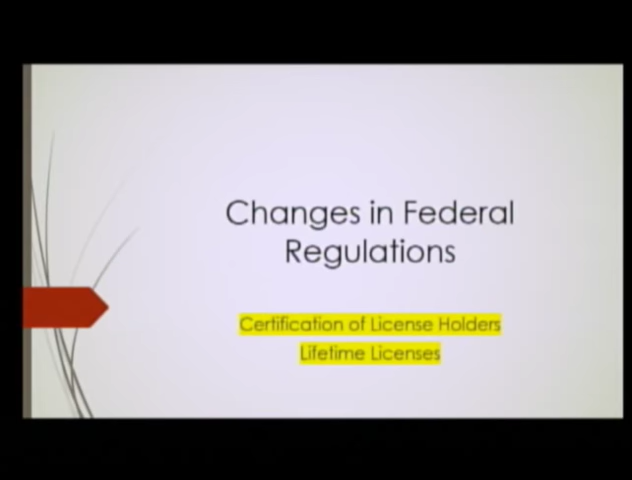 Changes in Federal
Regulations
Certification of License Holders
Lifetime Licenses